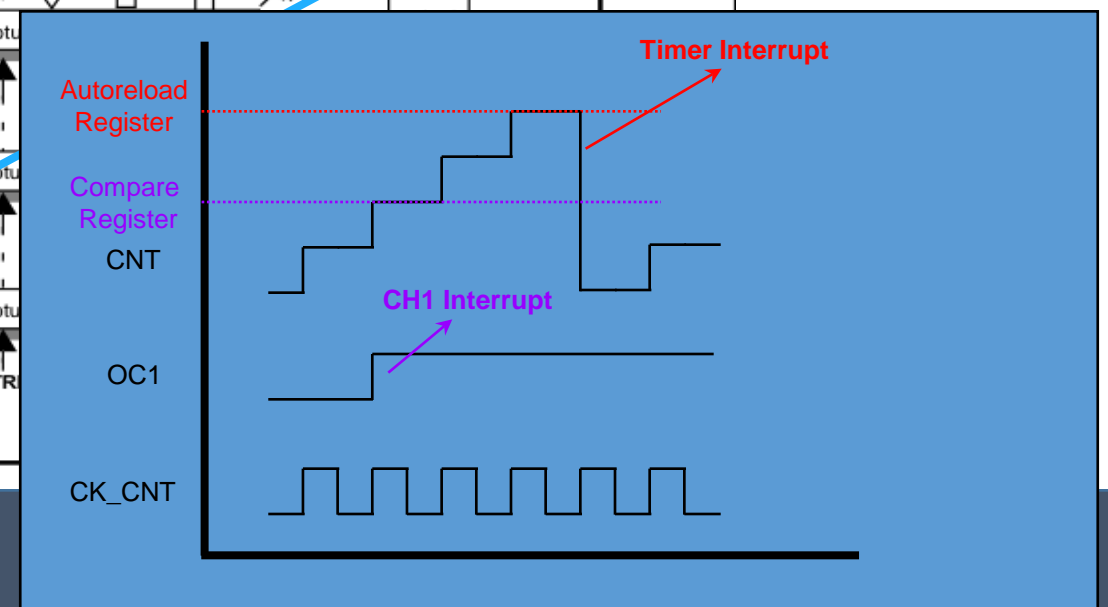 Timer Interrupt
Autoreload
Register
Compare
Register
CNT
CH1 Interrupt
OC1
CK_CNT